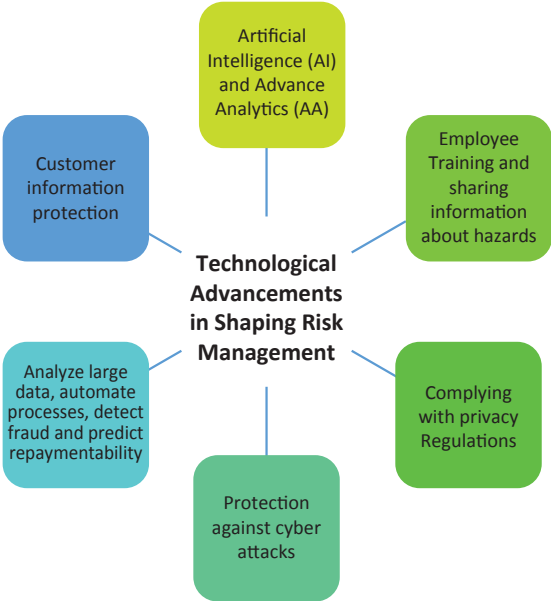 Artificial
Intelligence (AI)
and Advance
Analytics (AA)
Employee
Training and
sharing
information
about hazards
Customer
information
protection
Technological
Advancements
in Shaping Risk
Management
Analyze large
data, automate
processes, detect
fraud and predict
repaymentability
Complying
with privacy
Regulations
Protection
against cyber
attacks